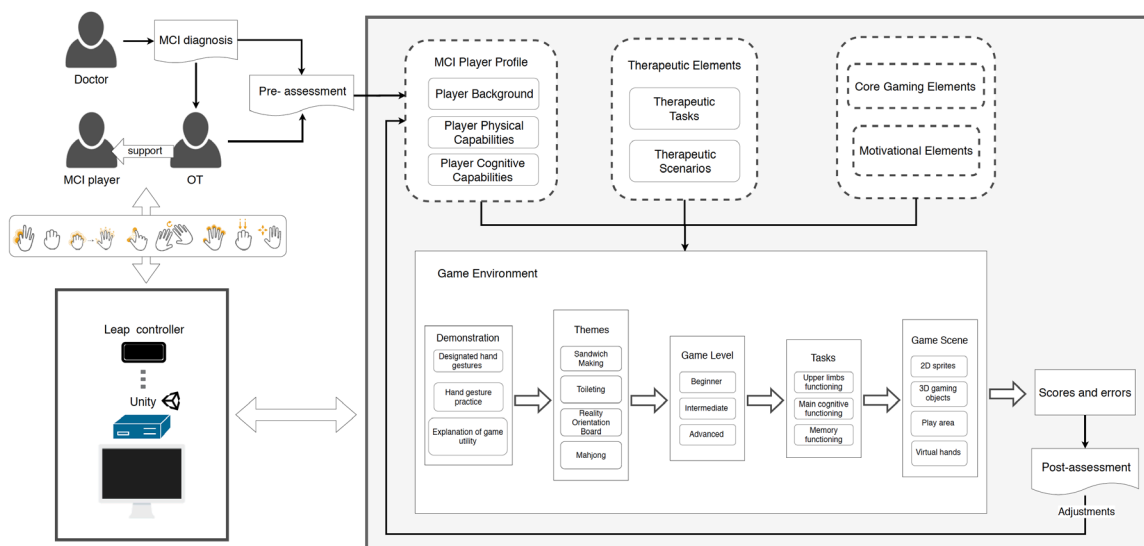 MCI diagnosis
Doctor
Pre- assessment
support
MCI player
OT
Leap controller
Unity
MCI Player Profile
Player Background
Player Physical
Capabilities
Player Cognitive
Capabilities
Therapeutic Elements
Therapeutic
Tasks
Therapeutic
Scenarios
Core Gaming Elements
Motivational Elements
Game Environment
Demonstration
Designated hand
gestures
Hand gesture
practice
Explanation of game
utility
Themes
Sandwich
Making
Toileting
Reality
Orientation
Board
Mahjong
Game Level
Beginner
Intermediate
Advanced
Tasks
Upper limbs
functioning
Main cognitive
functioning
Memory
functioning
Game Scene
2D sprites
3D gaming
objects
Play area
Virtual hands
Scores and errors
Post-assessment
Adjustments